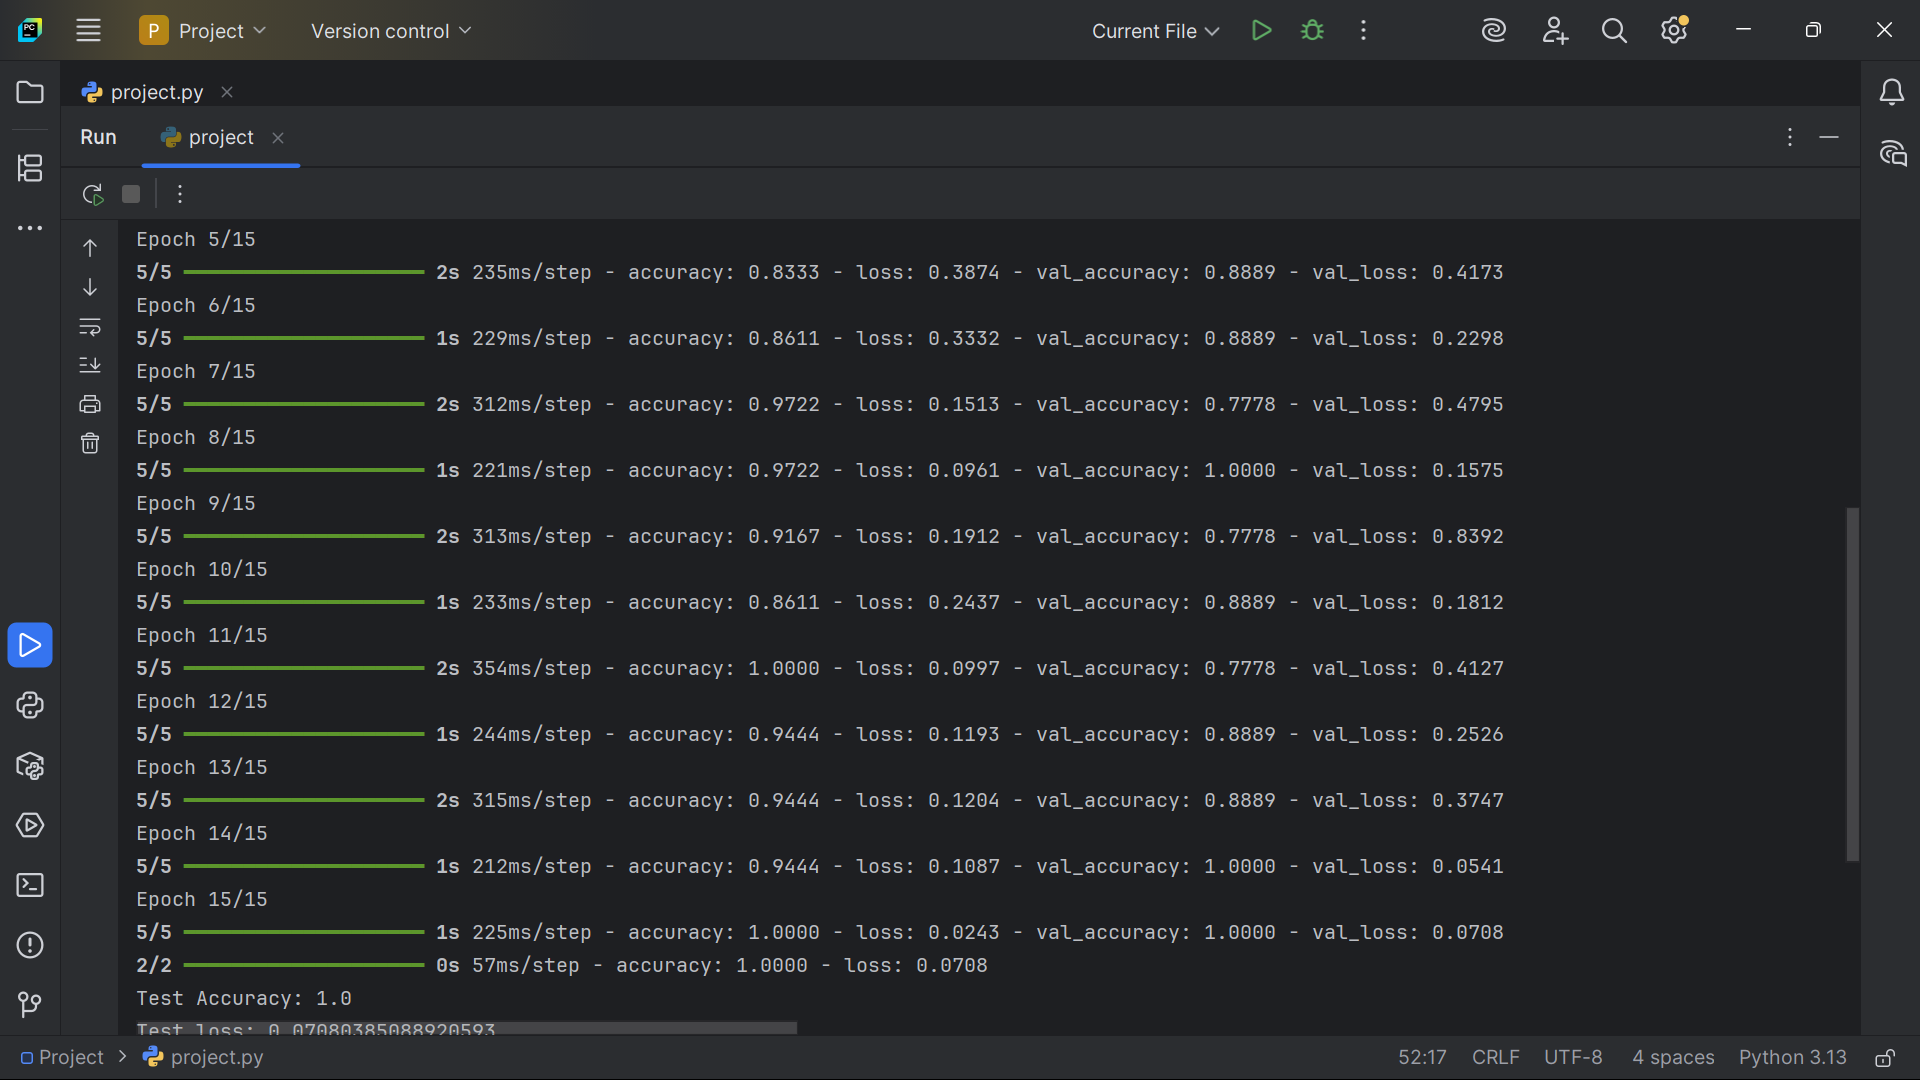 P Project Version control Current File
project.py
Run project
Epoch 5/15
5/5 2s 235ms/step - accuracy: 0.8333 - loss: 0.3874 - val_accuracy: 0.8889 - val_loss: 0.4173
Epoch 6/15
5/5 1s 229ms/step - accuracy: 0.8611 - loss: 0.3332 - val_accuracy: 0.8889 - val_loss: 0.2298
Epoch 7/15
5/5 2s 312ms/step - accuracy: 0.9722 - loss: 0.1513 - val_accuracy: 0.7778 - val_loss: 0.4795
Epoch 8/15
5/5 1s 221ms/step - accuracy: 0.9722 - loss: 0.0961 - val_accuracy: 1.0000 - val_loss: 0.1575
Epoch 9/15
5/5 2s 313ms/step - accuracy: 0.9167 - loss: 0.1912 - val_accuracy: 0.7778 - val_loss: 0.8392
Epoch 10/15
5/5 1s 233ms/step - accuracy: 0.8611 - loss: 0.2437 - val_accuracy: 0.8889 - val_loss: 0.1812
Epoch 11/15
5/5 2s 354ms/step - accuracy: 1.0000 - loss: 0.0997 - val_accuracy: 0.7778 - val_loss: 0.4127
Epoch 12/15
5/5 1s 244ms/step - accuracy: 0.9444 - loss: 0.1193 - val_accuracy: 0.8889 - val_loss: 0.2526
Epoch 13/15
5/5 2s 315ms/step - accuracy: 0.9444 - loss: 0.1204 - val_accuracy: 0.8889 - val_loss: 0.3747
Epoch 14/15
5/5 1s 212ms/step - accuracy: 0.9444 - loss: 0.1087 - val_accuracy: 1.0000 - val_loss: 0.0541
Epoch 15/15
5/5 1s 225ms/step - accuracy: 1.0000 - loss: 0.0243 - val_accuracy: 1.0000 - val_loss: 0.0708
2/2 0s 57ms/step - accuracy: 1.0000 - loss: 0.0708
Test Accuracy: 1.0
Test loss: 0.07080385088920593
Project > project.py 52:17 CRLF UTF-8 4 spaces Python 3.13